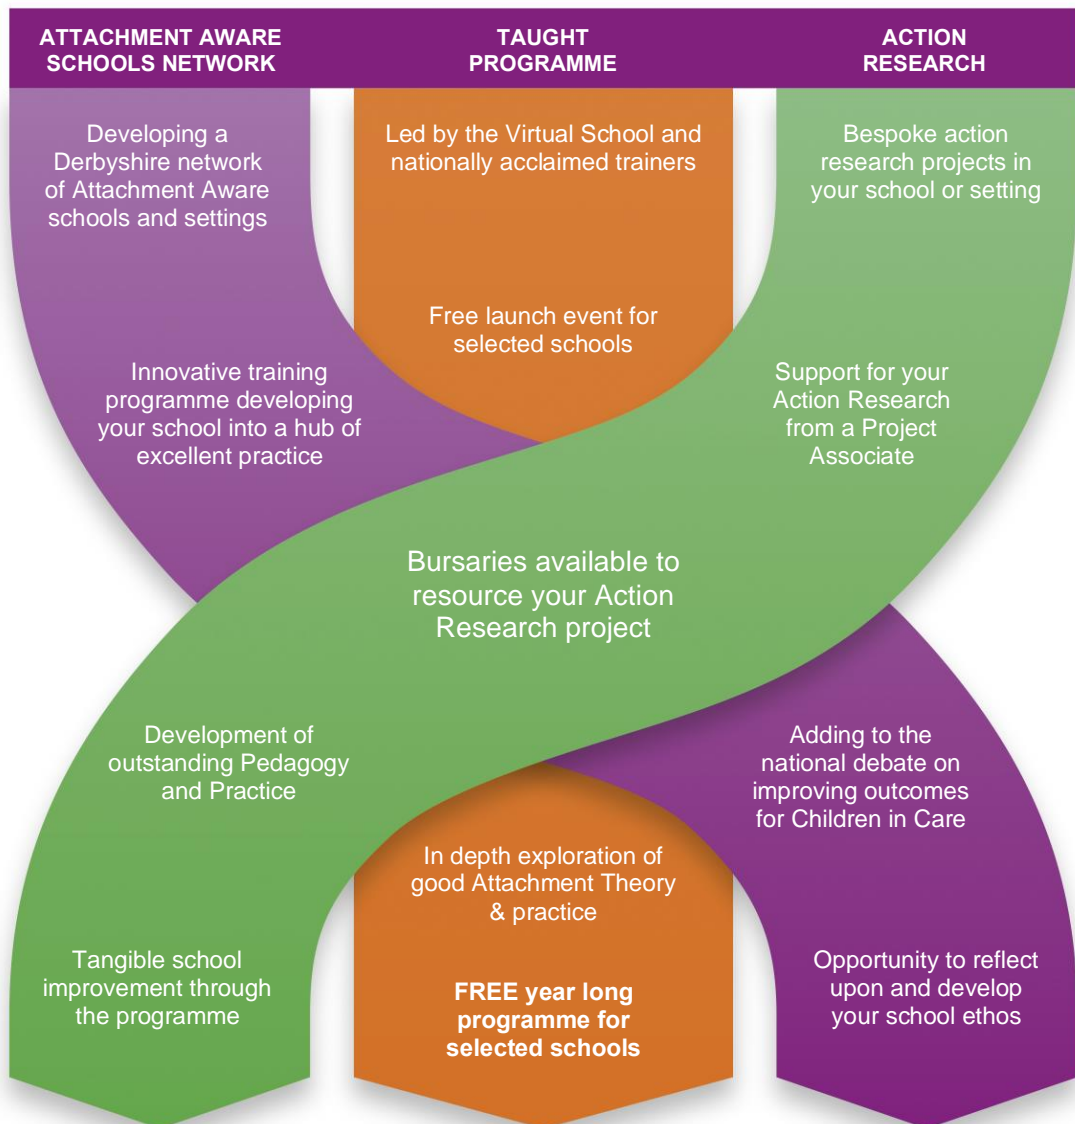 ATTACHMENT AWARE
SCHOOLS NETWORK
TAUGHT
PROGRAMME
ACTION
RESEARCH
Developing a
Derbyshire network
of Attachment Aware
schools and settings
Led by the Virtual School and
nationally acclaimed trainers
Bespoke action
research projects in
your school or setting
Free launch event for
selected schools
Innovative training
programme developing
your school into a hub of
excellent practice
Support for your
Action Research
from a Project
Associate
Bursaries available to
resource your Action
Research project
Development of
outstanding Pedagogy
and Practice
Adding to the
national debate on
improving outcomes
for Children in Care
In depth exploration of
good Attachment Theory
& practice
Tangible school
improvement through
the programme
FREE year long
programme for
selected schools
Opportunity to reflect
upon and develop
your school ethos